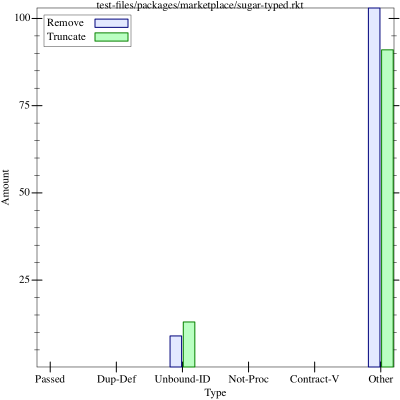 test-files/packages/marketplace/sugar-typed.rkt
Remove
Truncate
100
75
50
25
Amount
Passed Dup-Def Unbound-ID Not-Proc Contract-V Other
Type